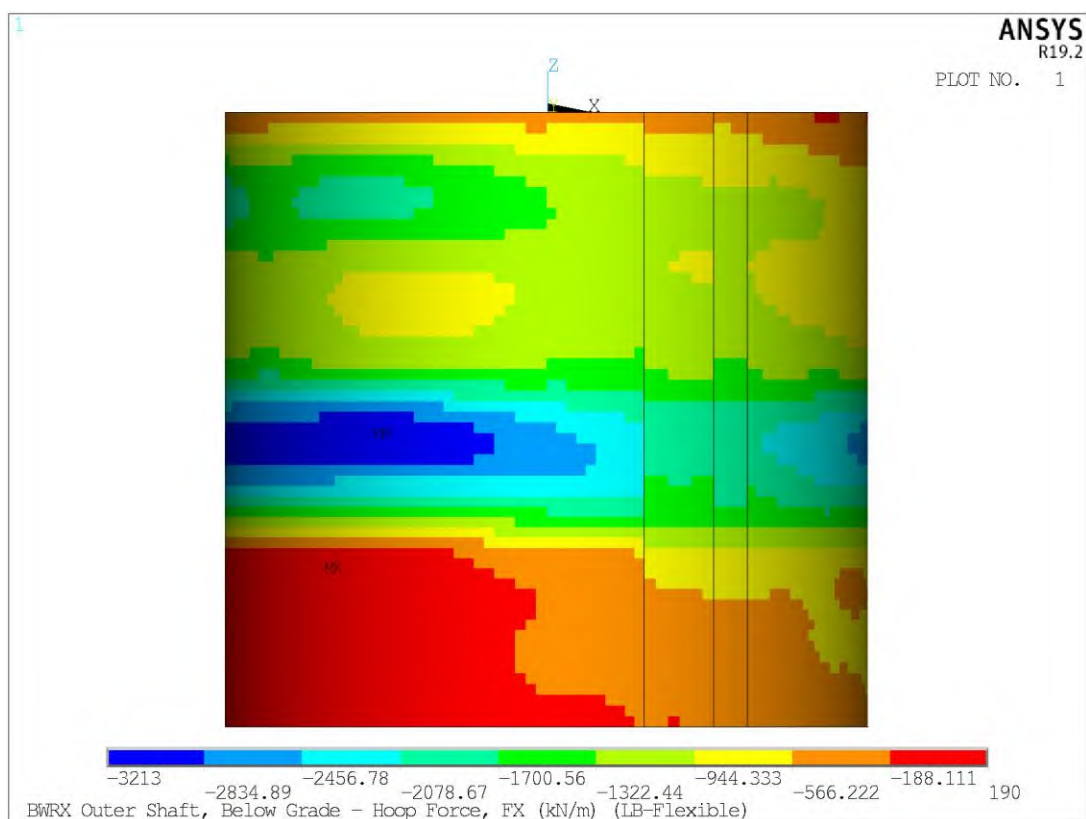 1
ANSYS
R19.2
PLOT NO. 1
Z
X
MX
-3213 -2456.78 -1700.56 -944.333 -188.111
-2834.89 -2078.67 -1322.44 -566.222 190
BWRX Outer Shaft, Below Grade - Hoop Force, FX (kN/m) (LB-Flexible)